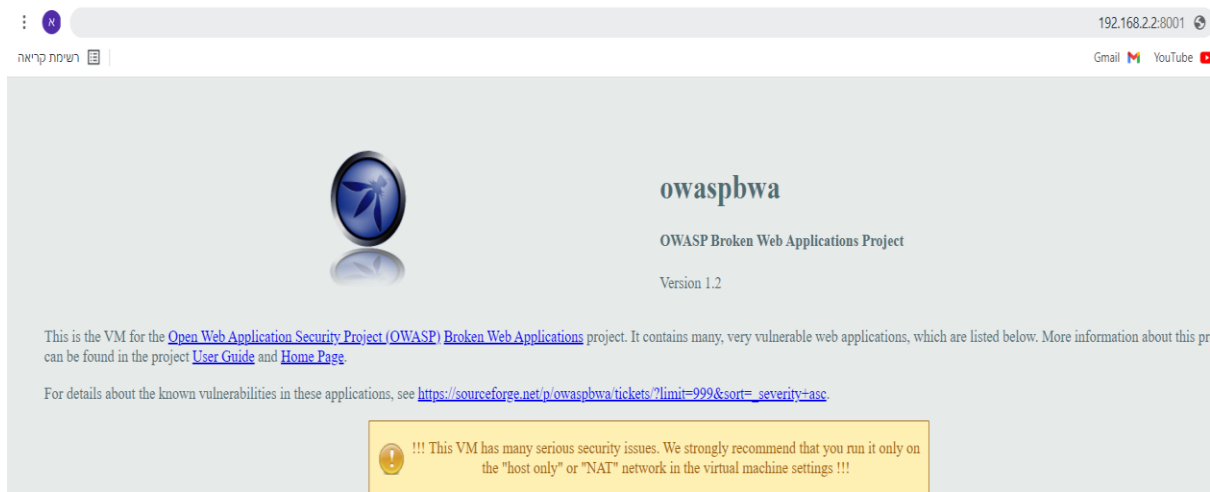 א
192.168.2.2:8001
רשימת קריאה
Gmail YouTube
owaspbwa
OWASP Broken Web Applications Project
Version 1.2
This is the VM for the Open Web Application Security Project (OWASP) Broken Web Applications project. It contains many, very vulnerable web applications, which are listed below. More information about this pr
can be found in the project User Guide and Home Page.
For details about the known vulnerabilities in these applications, see https://sourceforge.net/p/owaspbwa/tickets/?limit=999&sort=_severity+asc.
!!! This VM has many serious security issues. We strongly recommend that you run it only on
the "host only" or "NAT" network in the virtual machine settings !!!